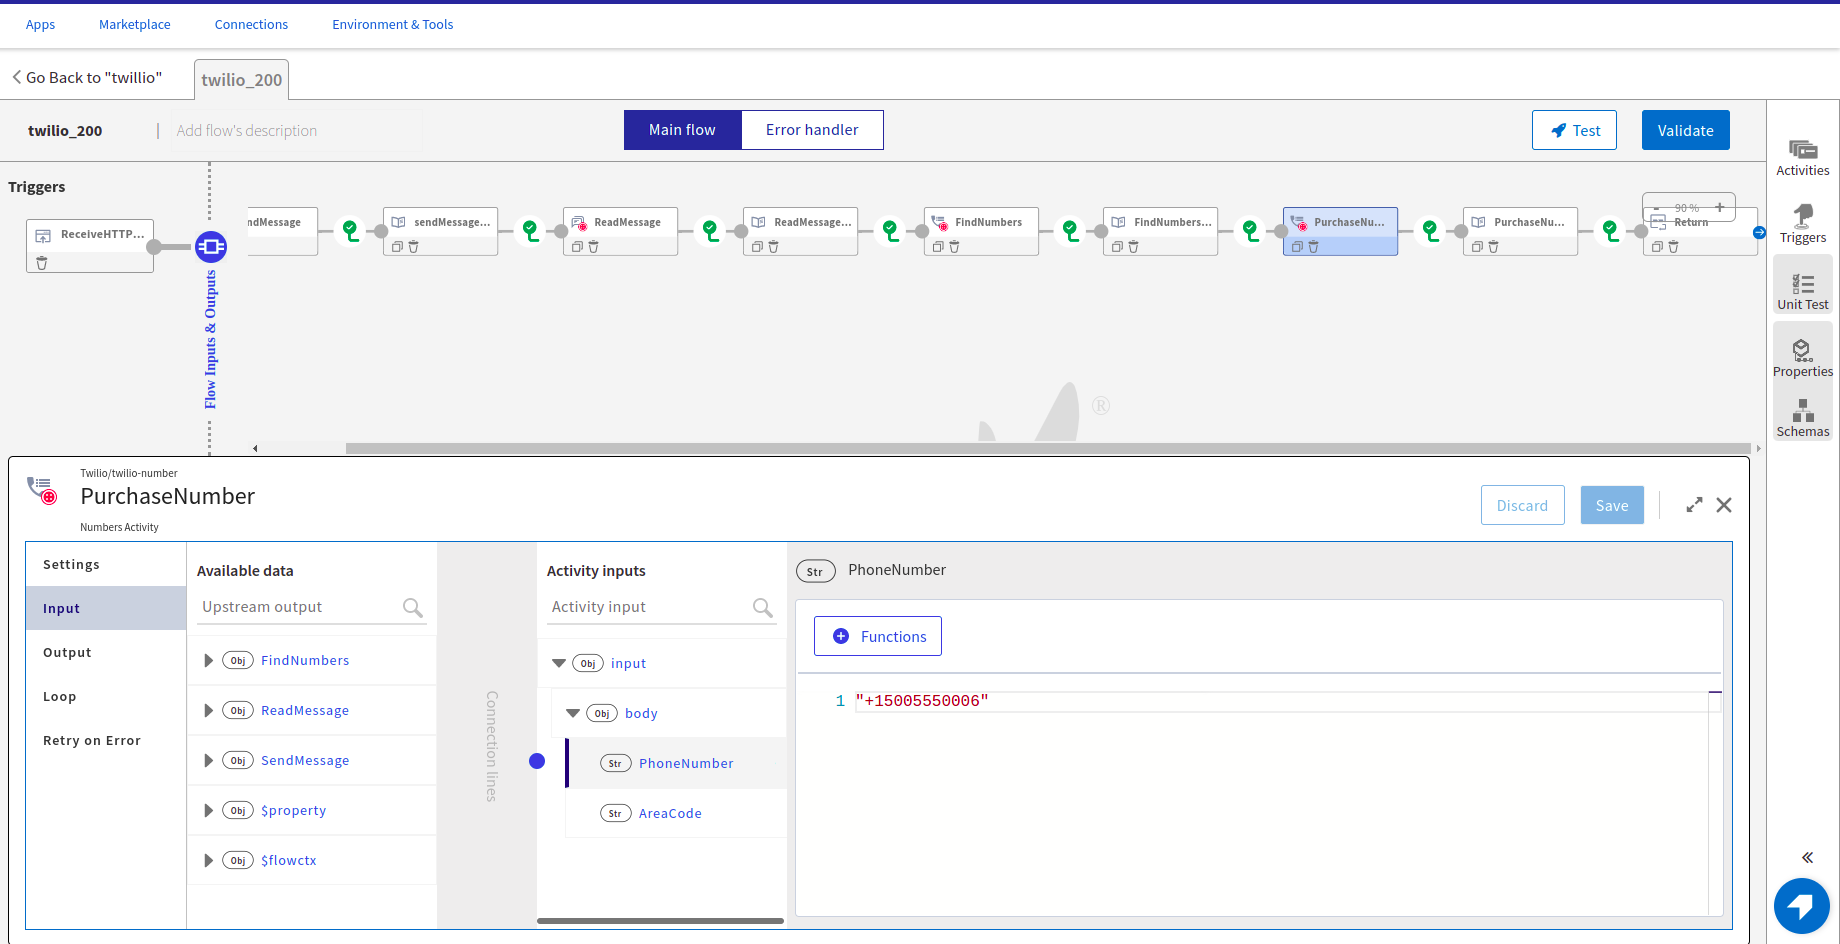 Apps Marketplace Connections Environment & Tools
Go Back to "twillio" twilio_200
twilio_200 Add flow's description Main flow Error handler Test Validate
Triggers
ReceiveHTTP...
Flow Inputs & Outputs
ndMessage sendMessage... ReadMessage ReadMessage... FindNumbers FindNumbers... PurchaseNu... PurchaseNu... Return
- 90 % +
®
Activities
Triggers
Unit Test
Properties
Schemas
Twilio/twilio-number
PurchaseNumber
Numbers Activity
Discard Save
Settings
Input
Output
Loop
Retry on Error
Available data
Upstream output
Obj FindNumbers
Obj ReadMessage
Obj SendMessage
Obj $property
Obj $flowctx
Connection lines
Activity inputs
Activity input
Obj input
Obj body
Str PhoneNumber
Str AreaCode
Str PhoneNumber
Functions
1 "+15005550006"